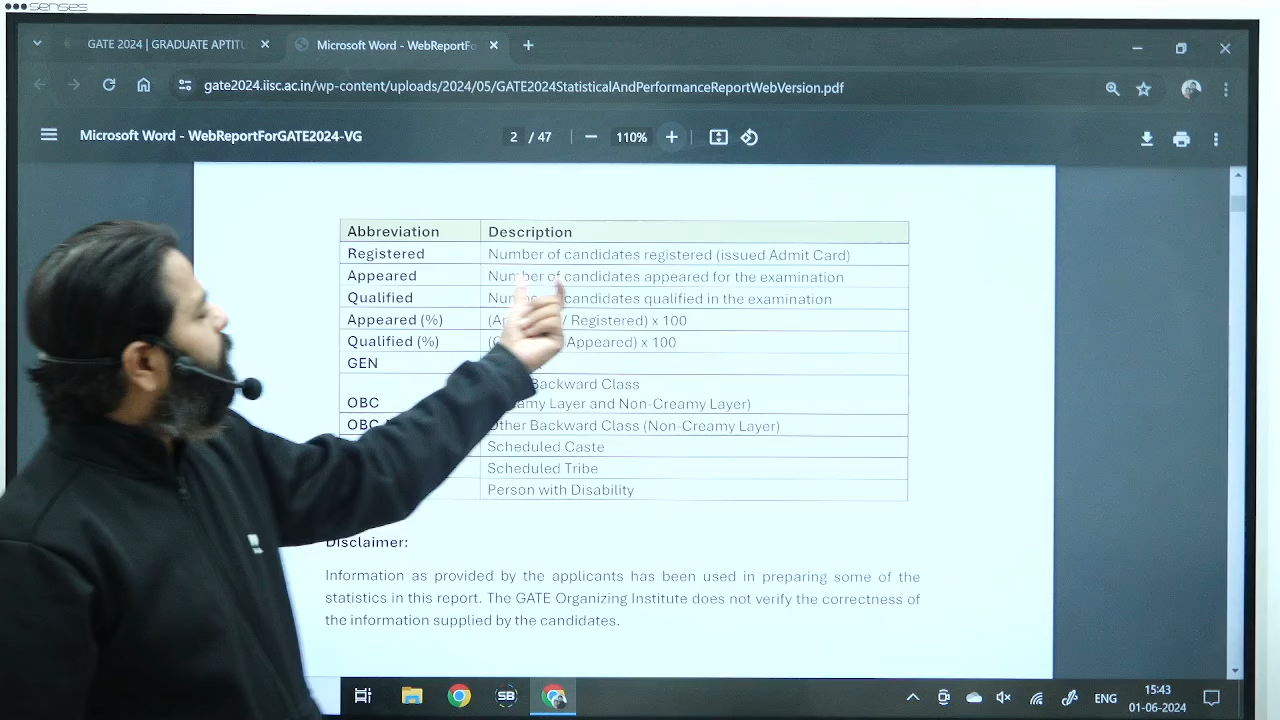 senses
GATE 2024 | GRADUATE APTITU
Microsoft Word - WebReportFo
gate2024.iisc.ac.in/wp-content/uploads/2024/05/GATE2024StatisticalAndPerformanceReportWebVersion.pdf
Microsoft Word - WebReportForGATE2024-VG
2 / 47
110%
Abbreviation Description
Registered Number of candidates registered (issued Admit Card)
Appeared Number of candidates appeared for the examination
Qualified candidates qualified in the examination
Appeared (%) / Registered) x 100
Qualified (%) Appeared) x 100
GEN
Backward Class
OBC Layer and Non-Creamy Layer)
OBC Other Backward Class (Non-Creamy Layer)
Scheduled Caste
Scheduled Tribe
Person with Disability
Disclaimer:
Information as provided by the applicants has been used in preparing some of the
statistics in this report. The GATE Organizing Institute does not verify the correctness of
the information supplied by the candidates.
SB
ENG
15:43
01-06-2024